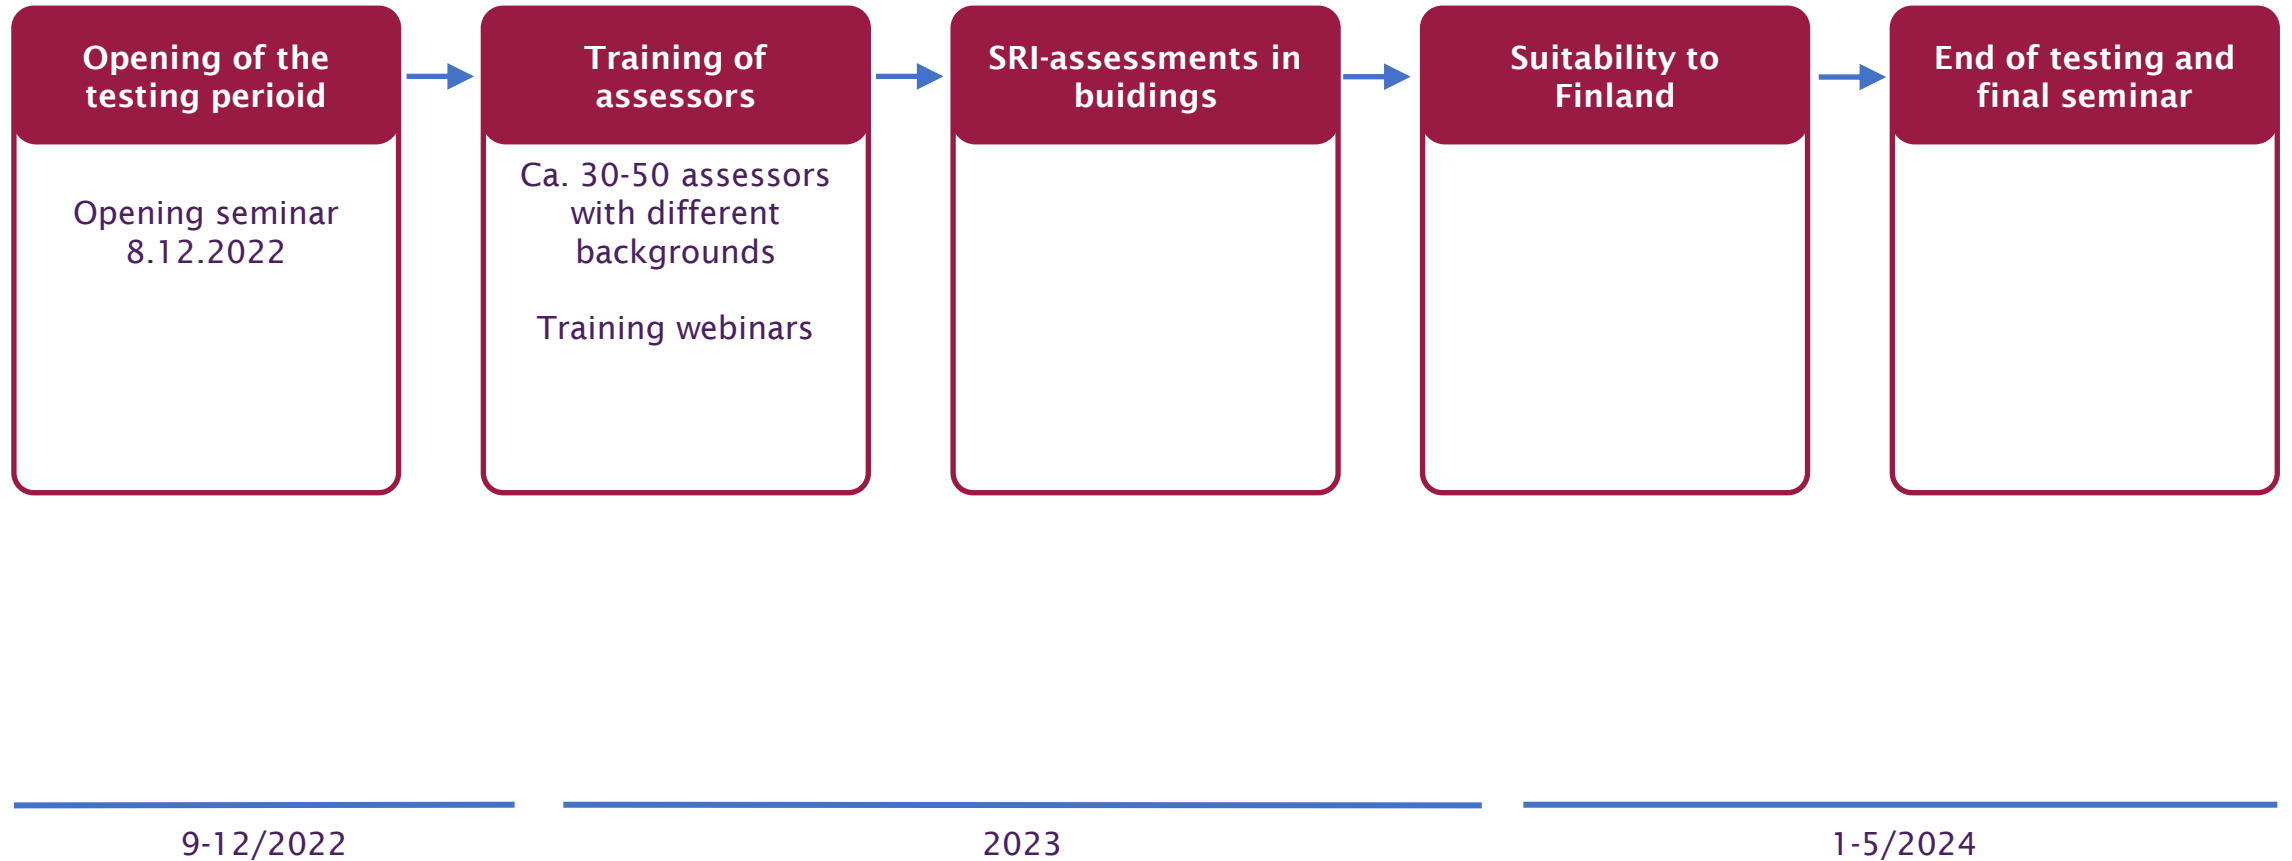 Opening of the
testing perioid
Opening seminar
8.12.2022
Training of
assessors
Ca. 30-50 assessors
with different
backgrounds
Training webinars
SRI-assessments in
buidings
Suitability to
Finland
End of testing and
final seminar
9-12/2022
2023
1-5/2024